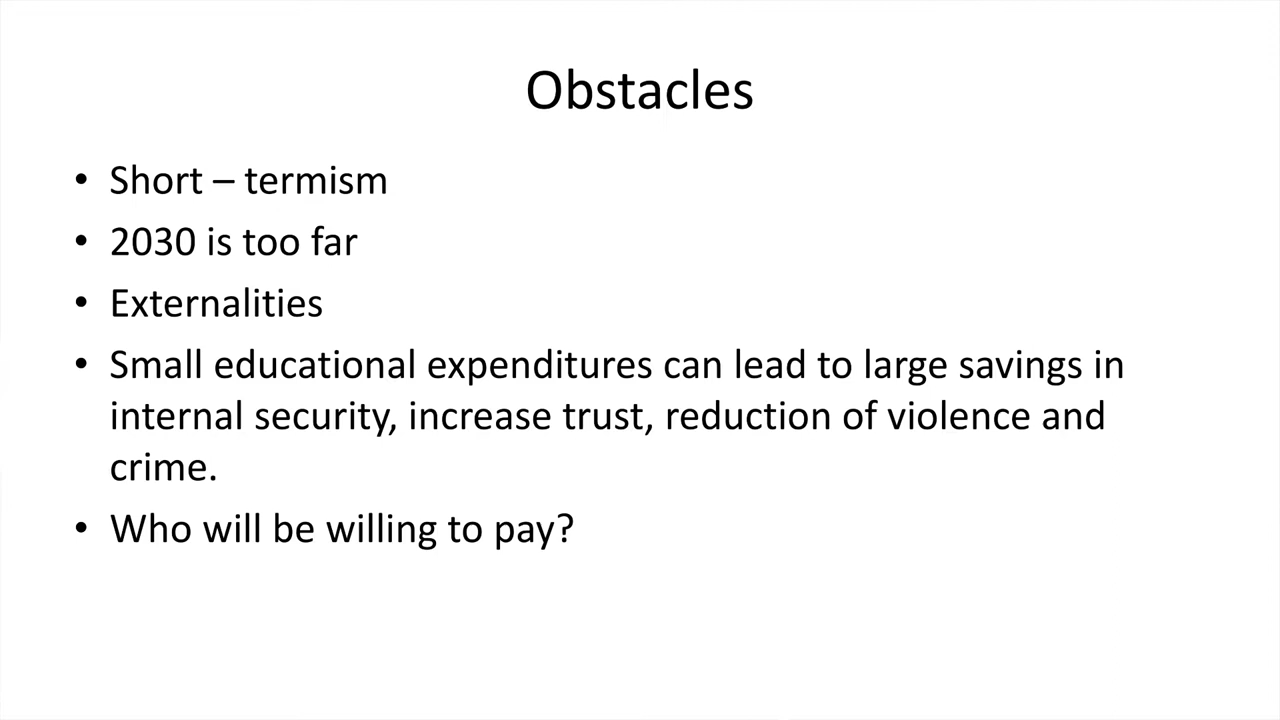 Obstacles
• Short – termism
• 2030 is too far
• Externalities
• Small educational expenditures can lead to large savings in
internal security, increase trust, reduction of violence and
crime.
• Who will be willing to pay?